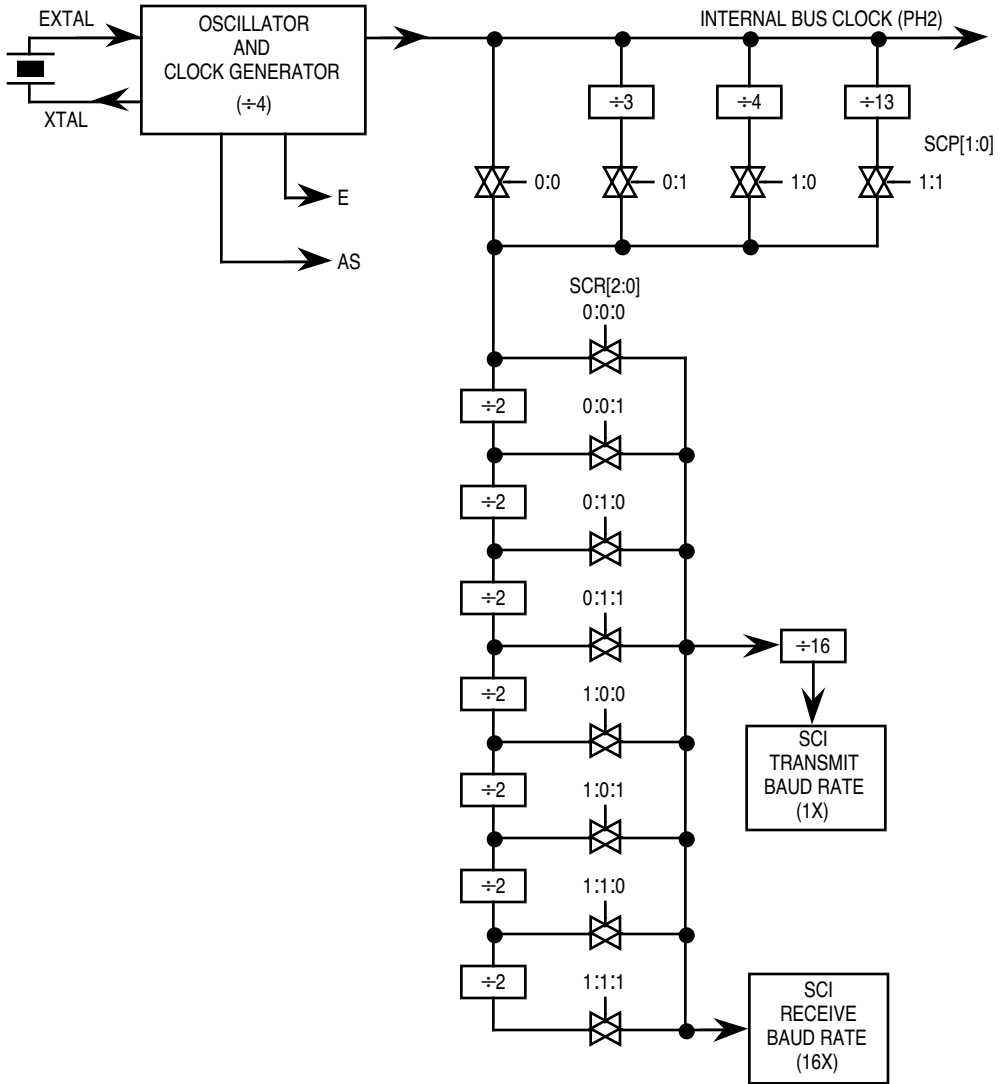 EXTAL
XTAL
OSCILLATOR
AND
CLOCK GENERATOR
(÷4)
INTERNAL BUS CLOCK (PH2)
÷3
÷4
÷13
SCP[1:0]
0:0
0:1
1:0
1:1
E
AS
SCR[2:0]
0:0:0
÷2
0:0:1
÷2
0:1:0
÷2
0:1:1
÷16
÷2
1:0:0
SCI
TRANSMIT
BAUD RATE
(1X)
÷2
1:0:1
÷2
1:1:0
÷2
1:1:1
SCI
RECEIVE
BAUD RATE
(16X)